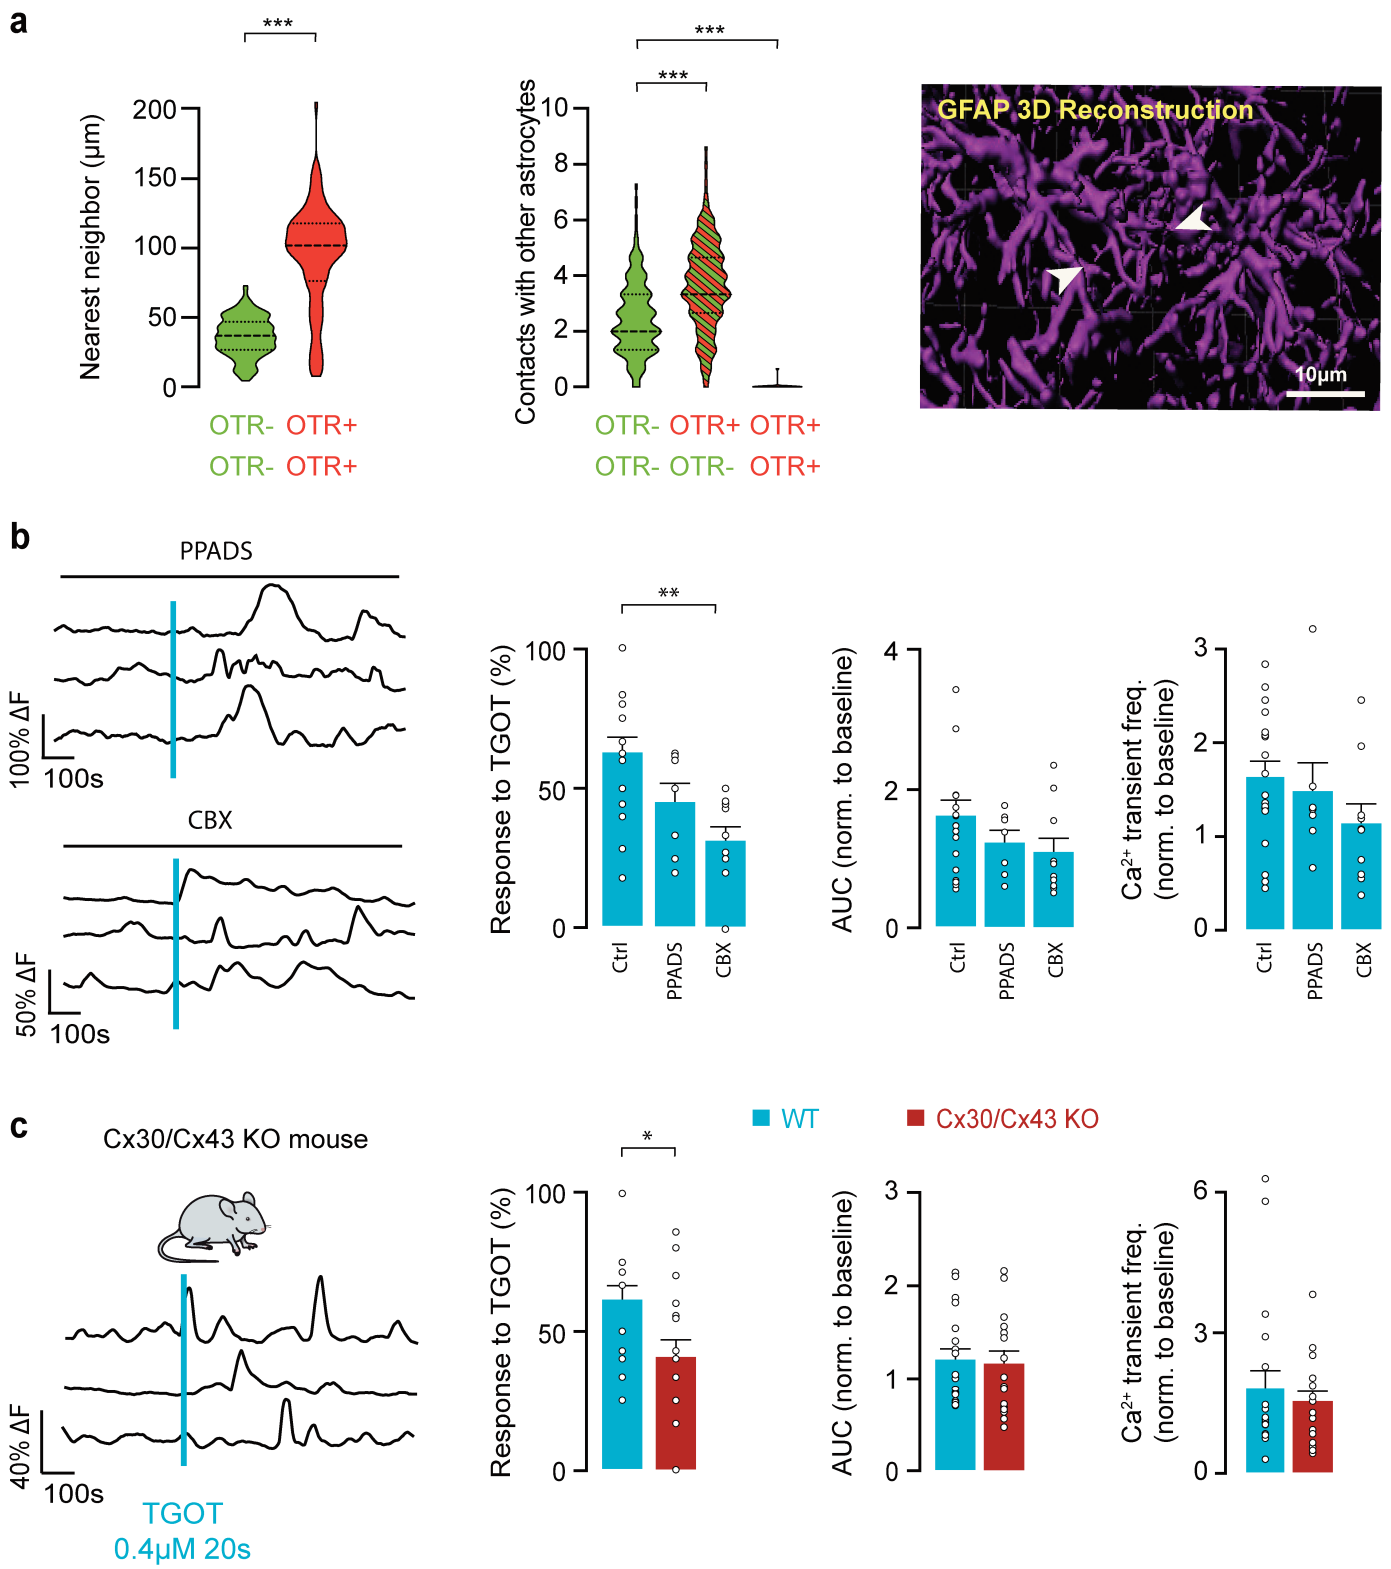 a
***
Nearest neighbor (µm)
200
150
100
50
0
OTR- OTR+
OTR- OTR+
***
***
Contacts with other astrocytes
10
8
6
4
2
0
OTR- OTR+ OTR+
OTR- OTR- OTR+
GFAP 3D Reconstruction
10µm
b
PPADS
100% ΔF
100s
CBX
50% ΔF
100s
**
Response to TGOT (%)
100
50
0
Ctrl
PPADS
CBX
AUC (norm. to baseline)
4
2
0
Ctrl
PPADS
CBX
Ca2+ transient freq.
(norm. to baseline)
3
2
1
0
Ctrl
PPADS
CBX
c
Cx30/Cx43 KO mouse
40% ΔF
100s
TGOT
0.4µM 20s
WT
Cx30/Cx43 KO
*
Response to TGOT (%)
100
50
0
AUC (norm. to baseline)
3
2
1
0
Ca2+ transient freq.
(norm. to baseline)
6
3
0